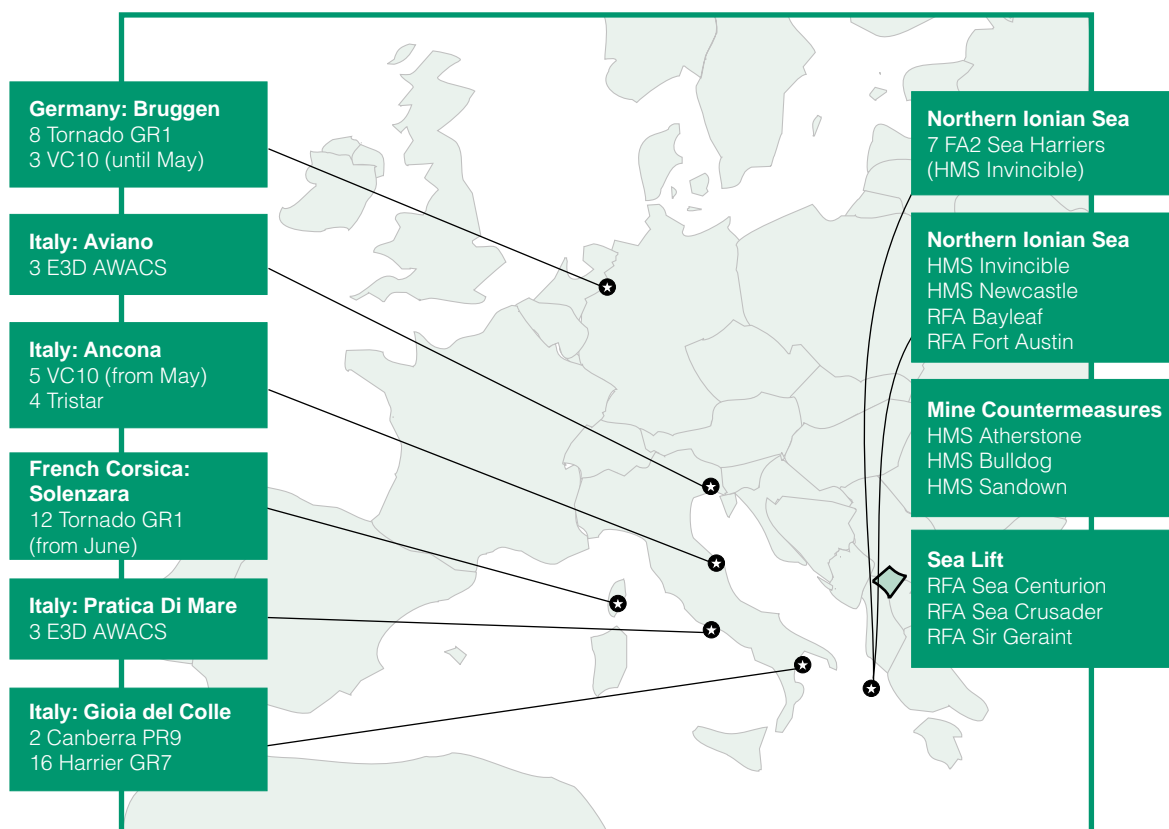 Germany: Bruggen
8 Tornado GR1
3 VC10 (until May)
Italy: Aviano
3 E3D AWACS
Italy: Ancona
5 VC10 (from May)
4 Tristar
French Corsica:
Solenzara
12 Tornado GR1
(from June)
Italy: Pratica Di Mare
3 E3D AWACS
Italy: Gioia del Colle
2 Canberra PR9
16 Harrier GR7
Northern Ionian Sea
7 FA2 Sea Harriers
(HMS Invincible)
Northern Ionian Sea
HMS Invincible
HMS Newcastle
RFA Bayleaf
RFA Fort Austin
Mine Countermeasures
HMS Atherstone
HMS Bulldog
HMS Sandown
Sea Lift
RFA Sea Centurion
RFA Sea Crusader
RFA Sir Geraint